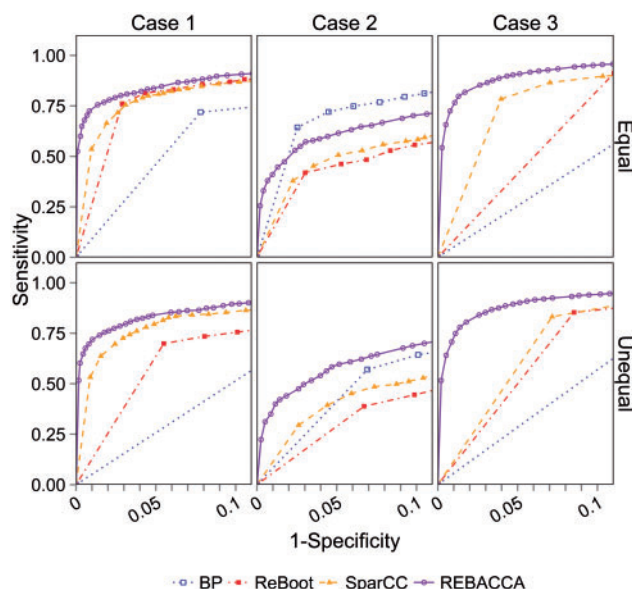 Case 1 Case 2 Case 3
1.00
0.75
0.50
0.25
0.00
Equal
1.00
0.75
0.50
0.25
0.00
Unequal
Sensitivity
0 0.05 0.1 0 0.05 0.1 0 0.05 0.1
1-Specificity
BP ReBoot SparCC REBACCA